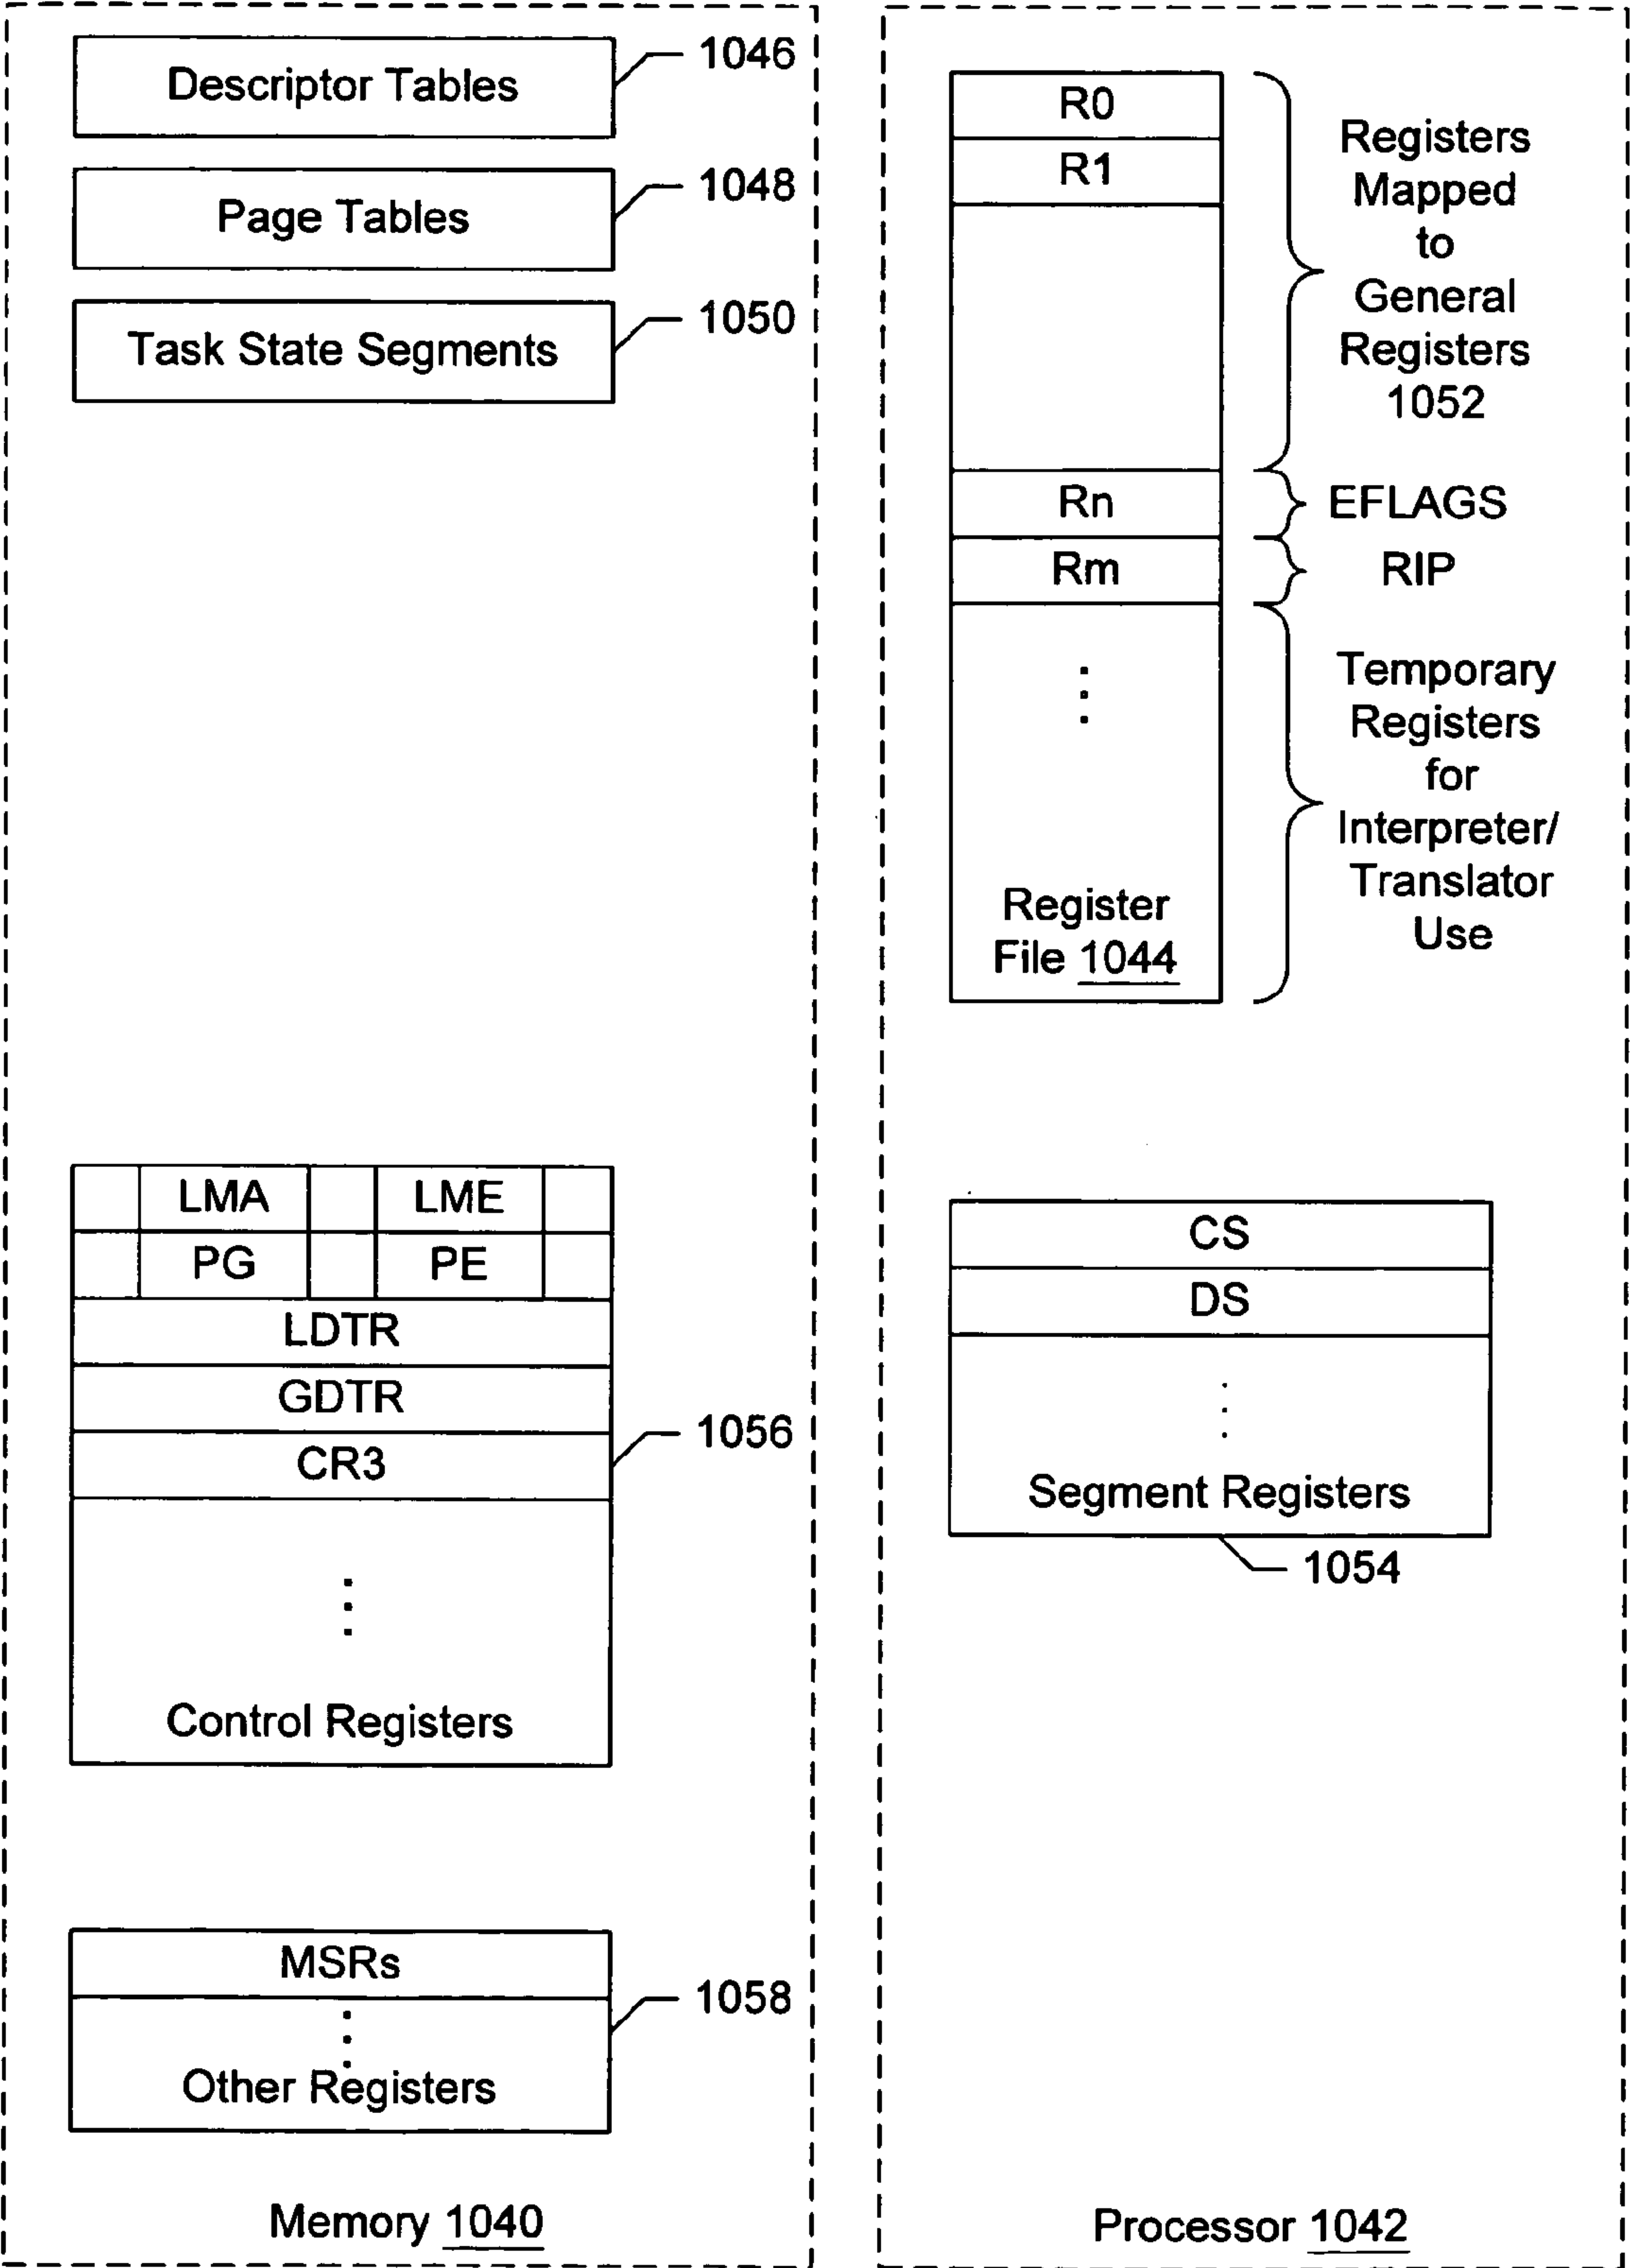 Descriptor Tables
1046
Page Tables
1048
Task State Segments
1050
LMA
LME
PG
PE
LDTR
GDTR
CR3
1056
Control Registers
MSRs
1058
Other Registers
Memory 1040
R0
R1
Registers
Mapped
to
General
Registers
1052
Rn
EFLAGS
Rm
RIP
Temporary
Registers
for
Interpreter/
Translator
Use
Register
File 1044
CS
DS
Segment Registers
1054
Processor 1042